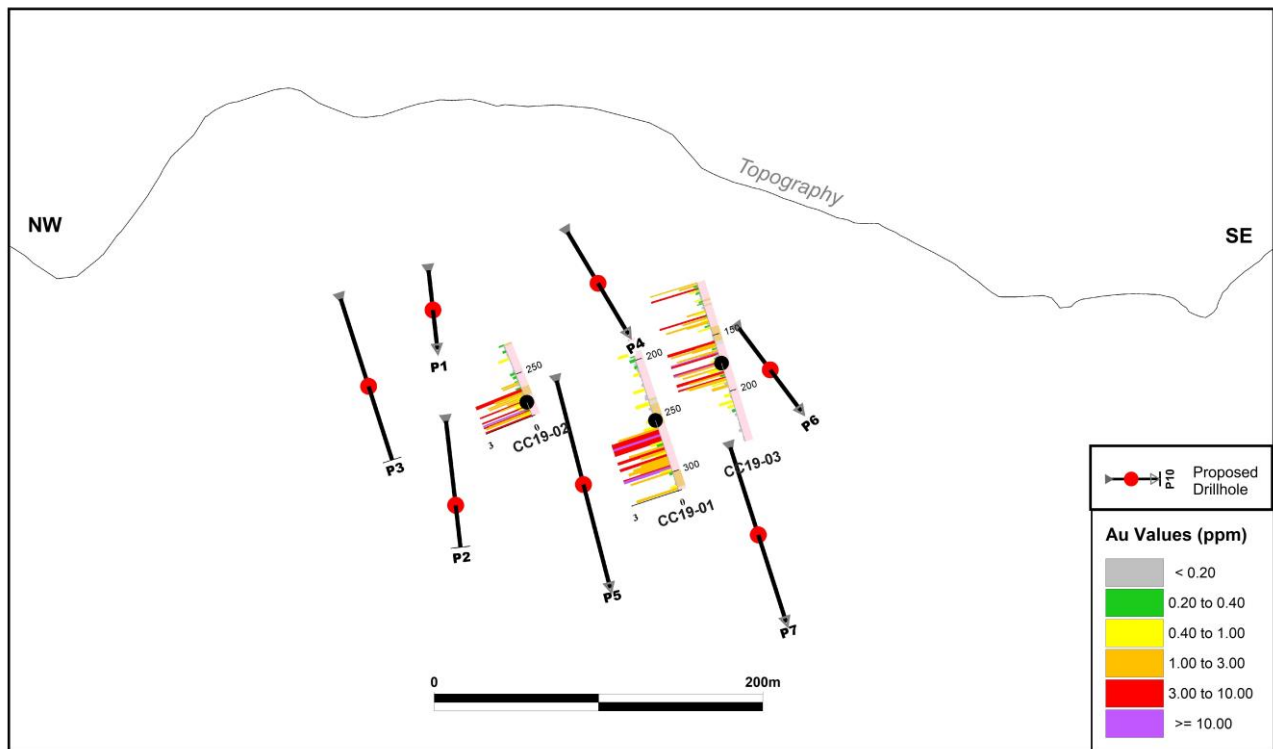 Topography
NW
SE
P1
P2
P3
P4
P5
P6
P7
250
0
3
CC19-02
200
250
300
0
3
CC19-01
150
200
CC19-03
0
200m
P10
Proposed
Drillhole
Au Values (ppm)
< 0.20
0.20 to 0.40
0.40 to 1.00
1.00 to 3.00
3.00 to 10.00
>= 10.00